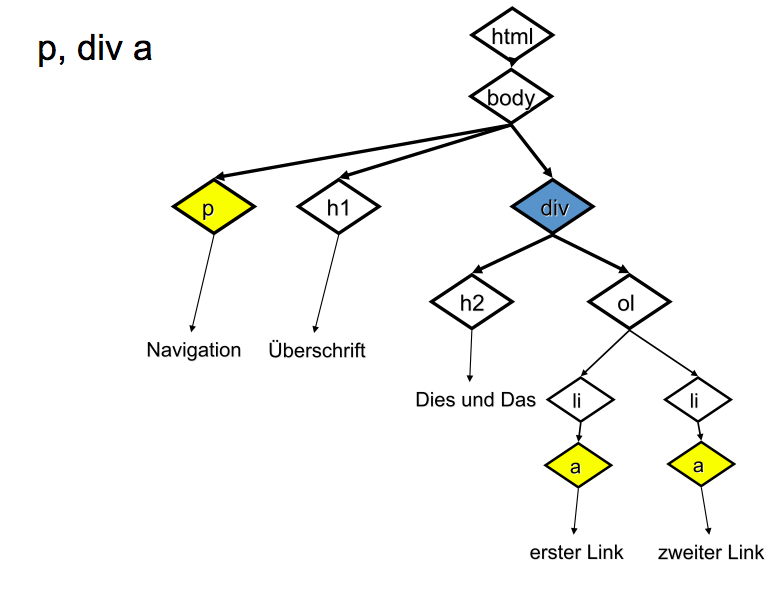 p, div a
html
body
p
h1
div
h2
ol
Navigation
Überschrift
Dies und Das
li
li
a
a
erster Link
zweiter Link